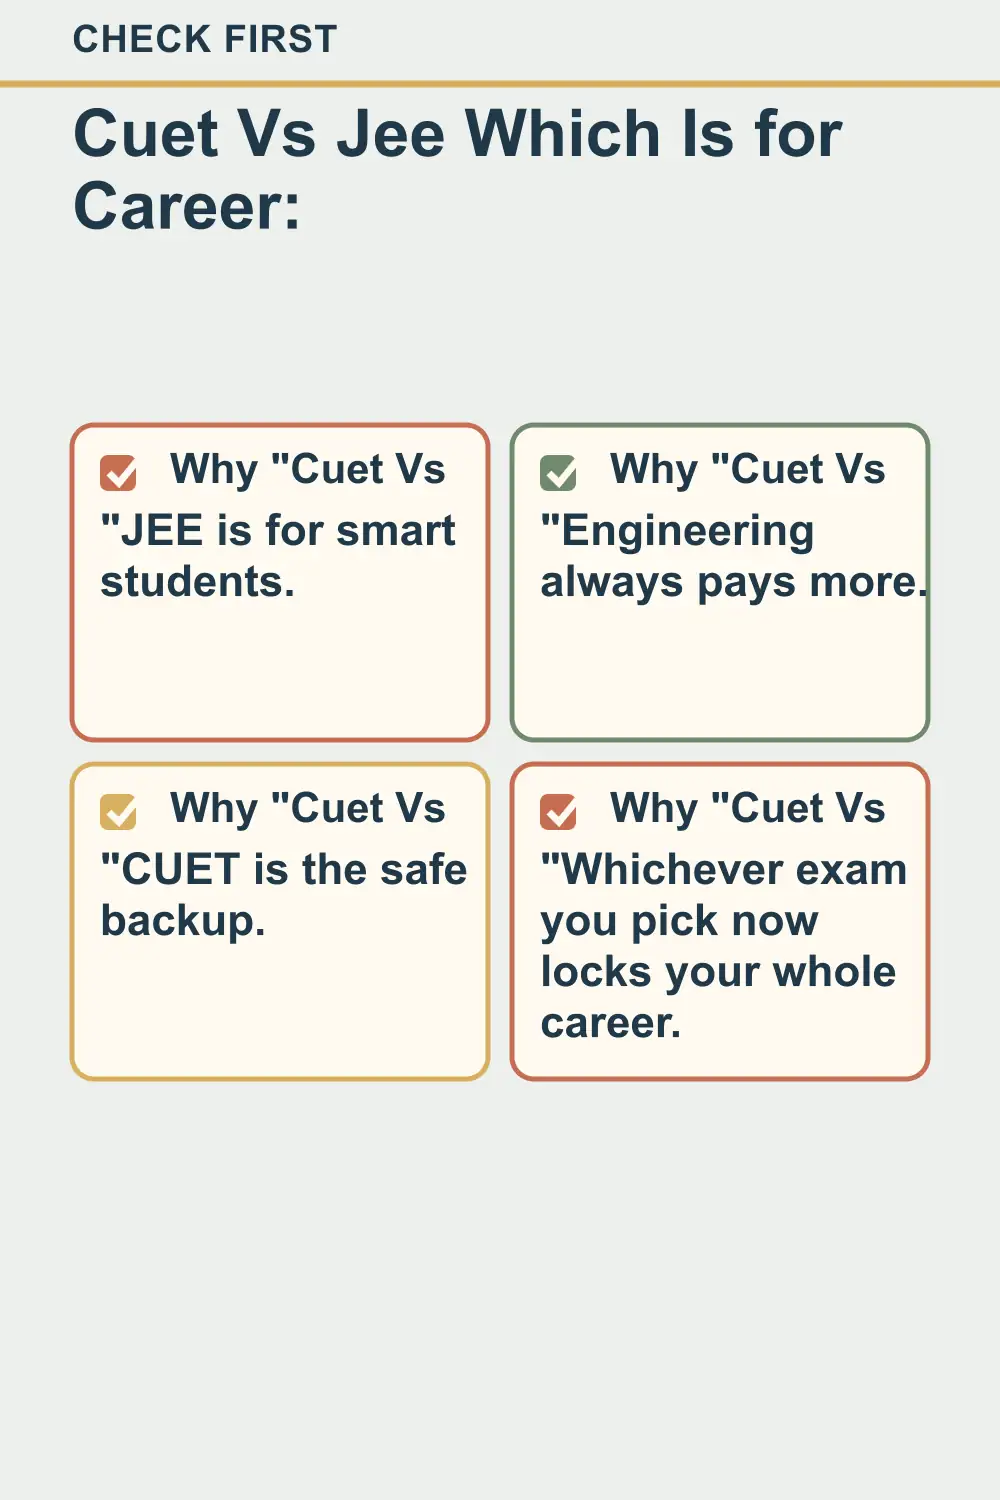 CHECK FIRST
Cuet Vs Jee Which Is for
Career:
Why "Cuet Vs
"JEE is for smart
students.
Why "Cuet Vs
"Engineering
always pays more.
Why "Cuet Vs
"CUET is the safe
backup.
Why "Cuet Vs
"Whichever exam
you pick now
locks your whole
career.